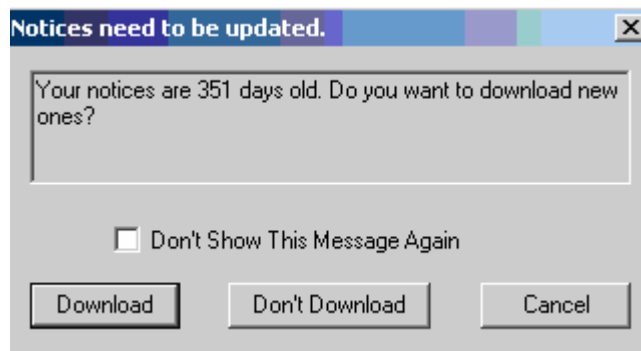 Notices need to be updated.
Your notices are 351 days old. Do you want to download new
ones?
Don't Show This Message Again
Download Don't Download Cancel